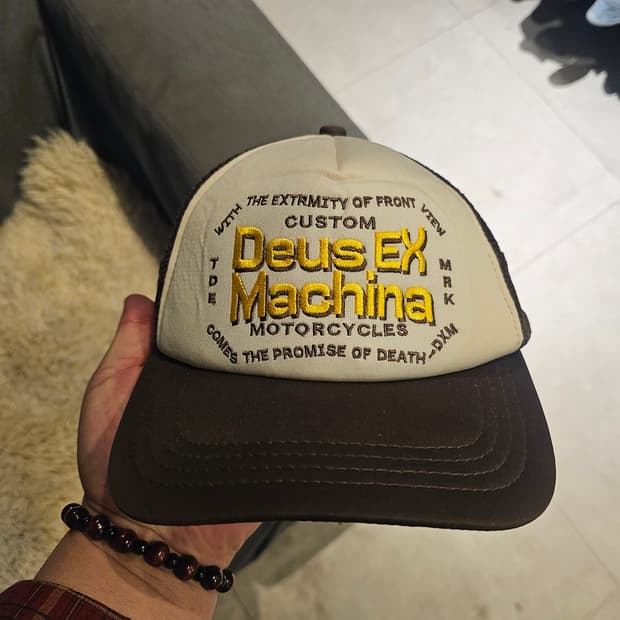 WITH THE EXTRMITY OF FRONT VIEW
CUSTOM
Deus EX
Machina
MOTORCYCLES
TDE
MRK
COMES THE PROMISE OF DEATH-DXM